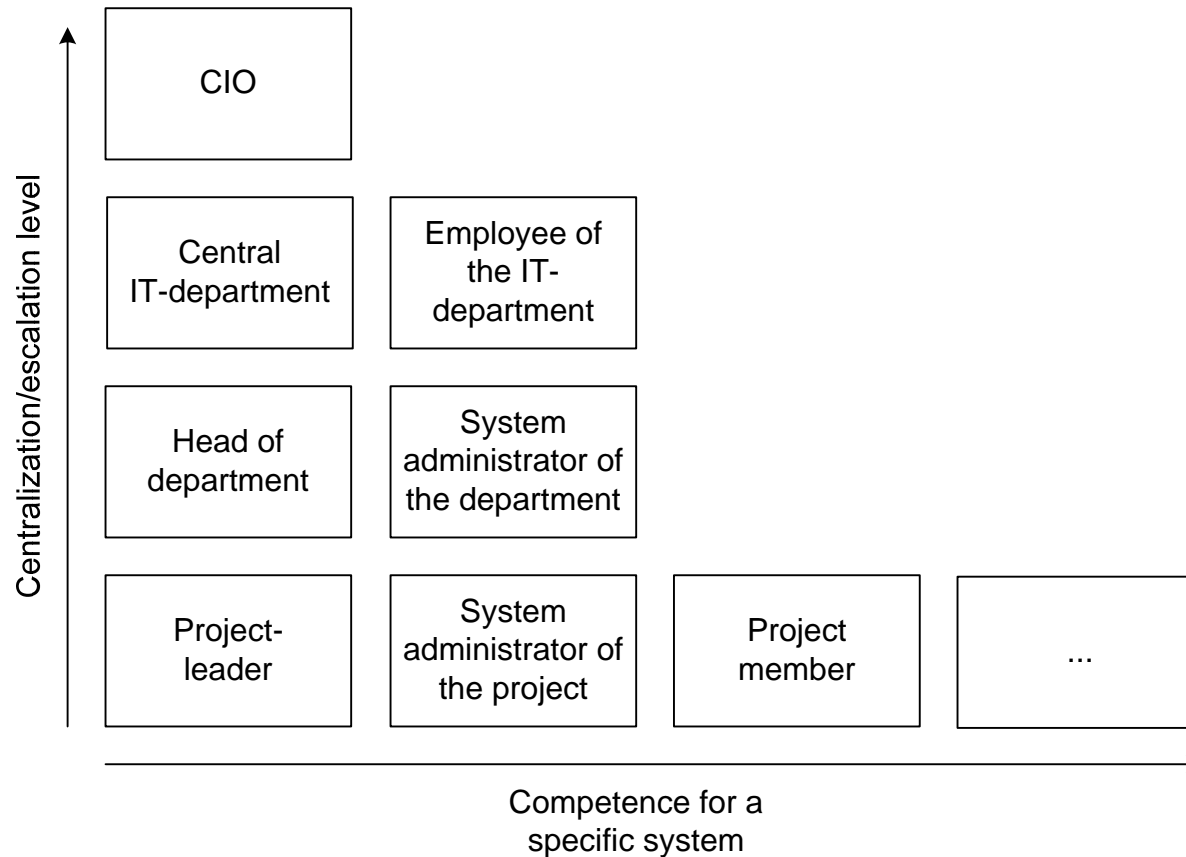 Centralization/escalation level
CIO
Central
IT-department
Employee of
the IT-
department
Head of
department
System
administrator of
the department
Project-
leader
System
administrator of
the project
Project
member
...
Competence for a
specific system